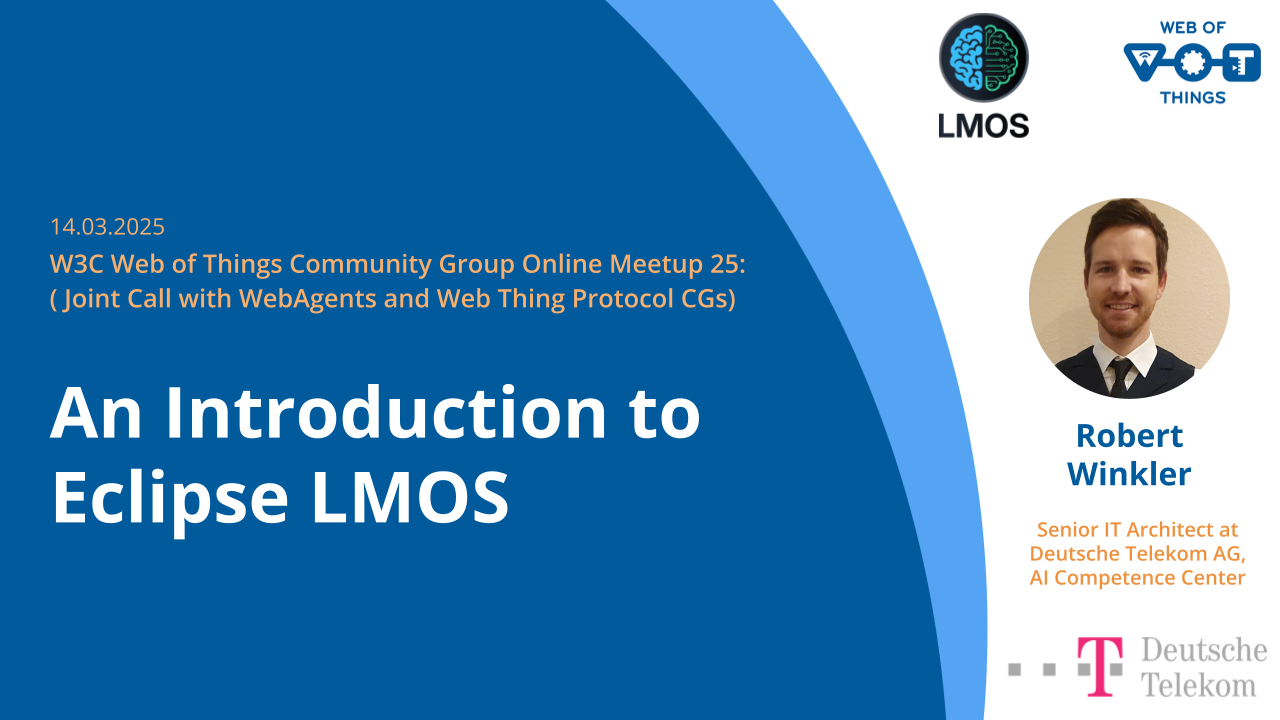 14.03.2025
W3C Web of Things Community Group Online Meetup 25:
( Joint Call with WebAgents and Web Thing Protocol CGs)
An Introduction to
Eclipse LMOS
LMOS
WEB OF
W T
THINGS
Robert
Winkler
Senior IT Architect at
Deutsche Telekom AG,
AI Competence Center
T Deutsche
Telekom